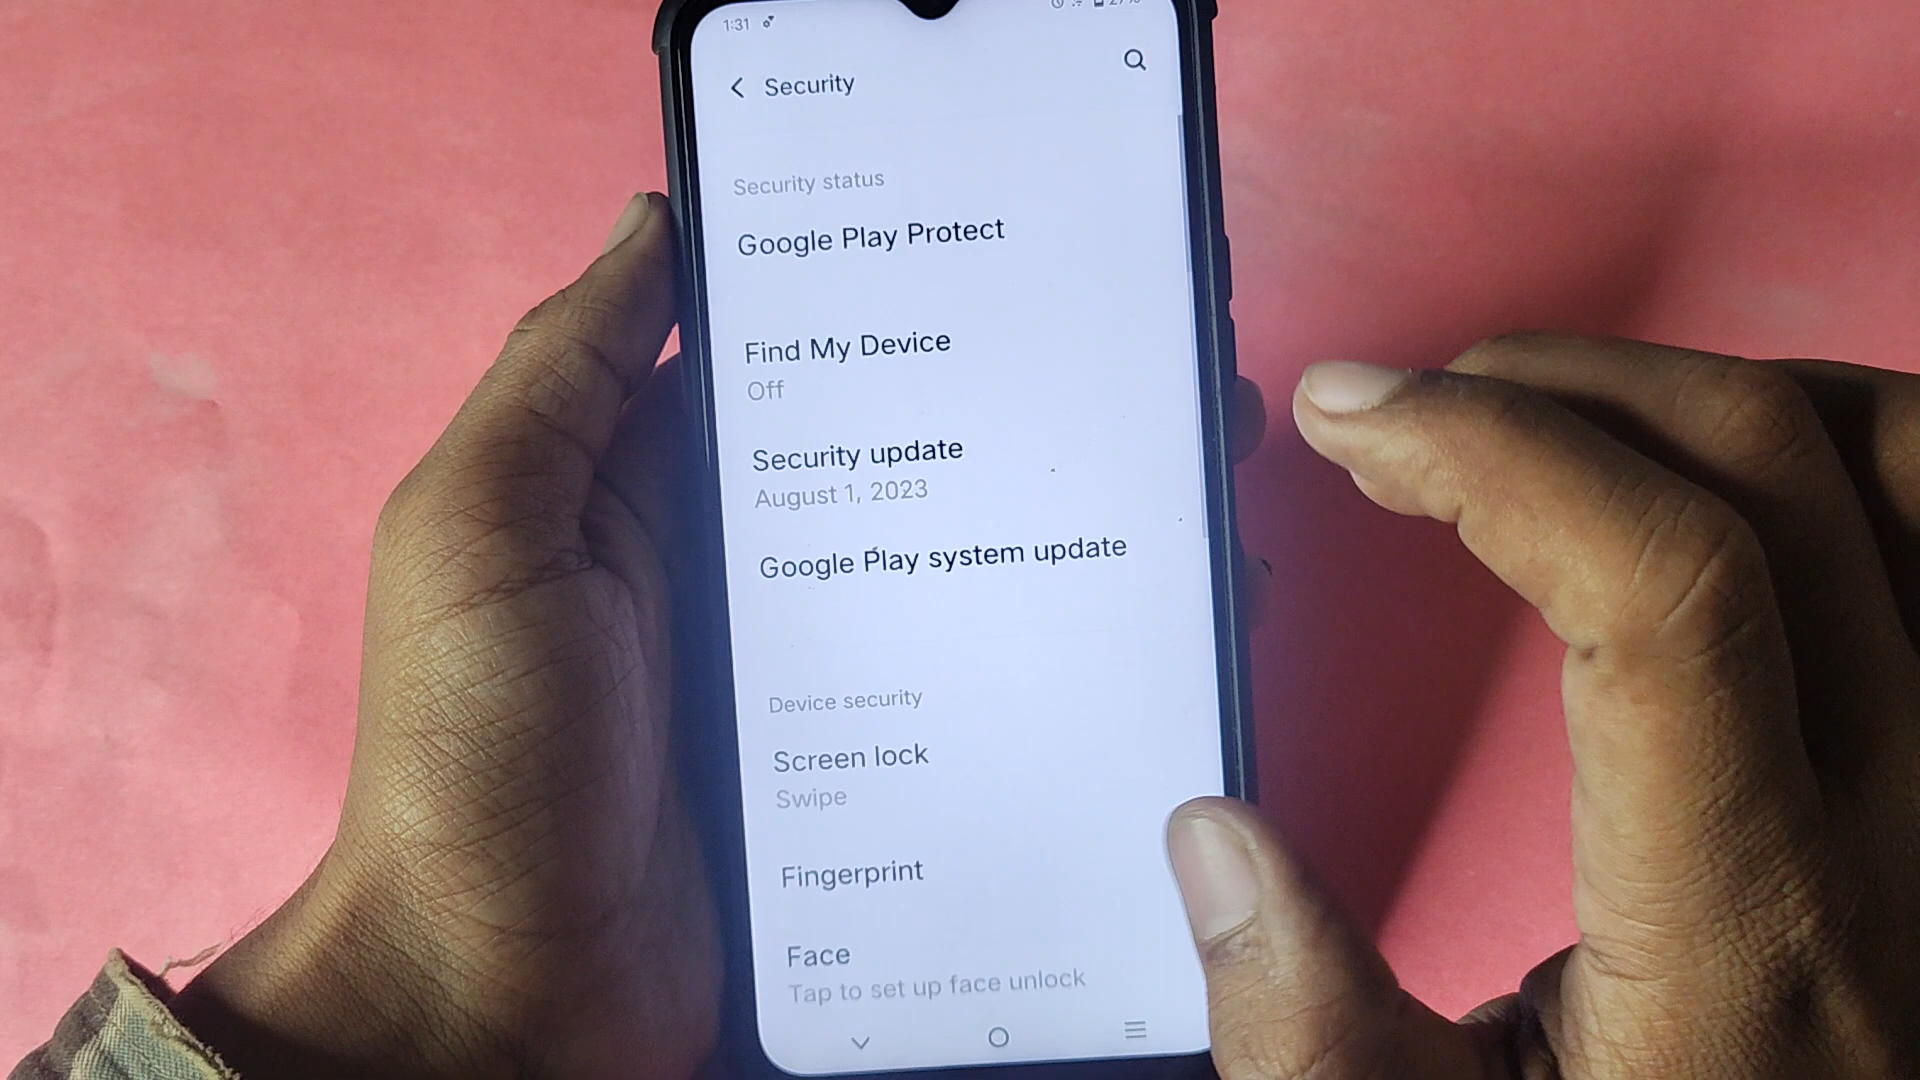 1:31
Security
Security status
Google Play Protect
Find My Device
Off
Security update
August 1, 2023
Google Play system update
Device security
Screen lock
Swipe
Fingerprint
Face
Tap to set up face unlock